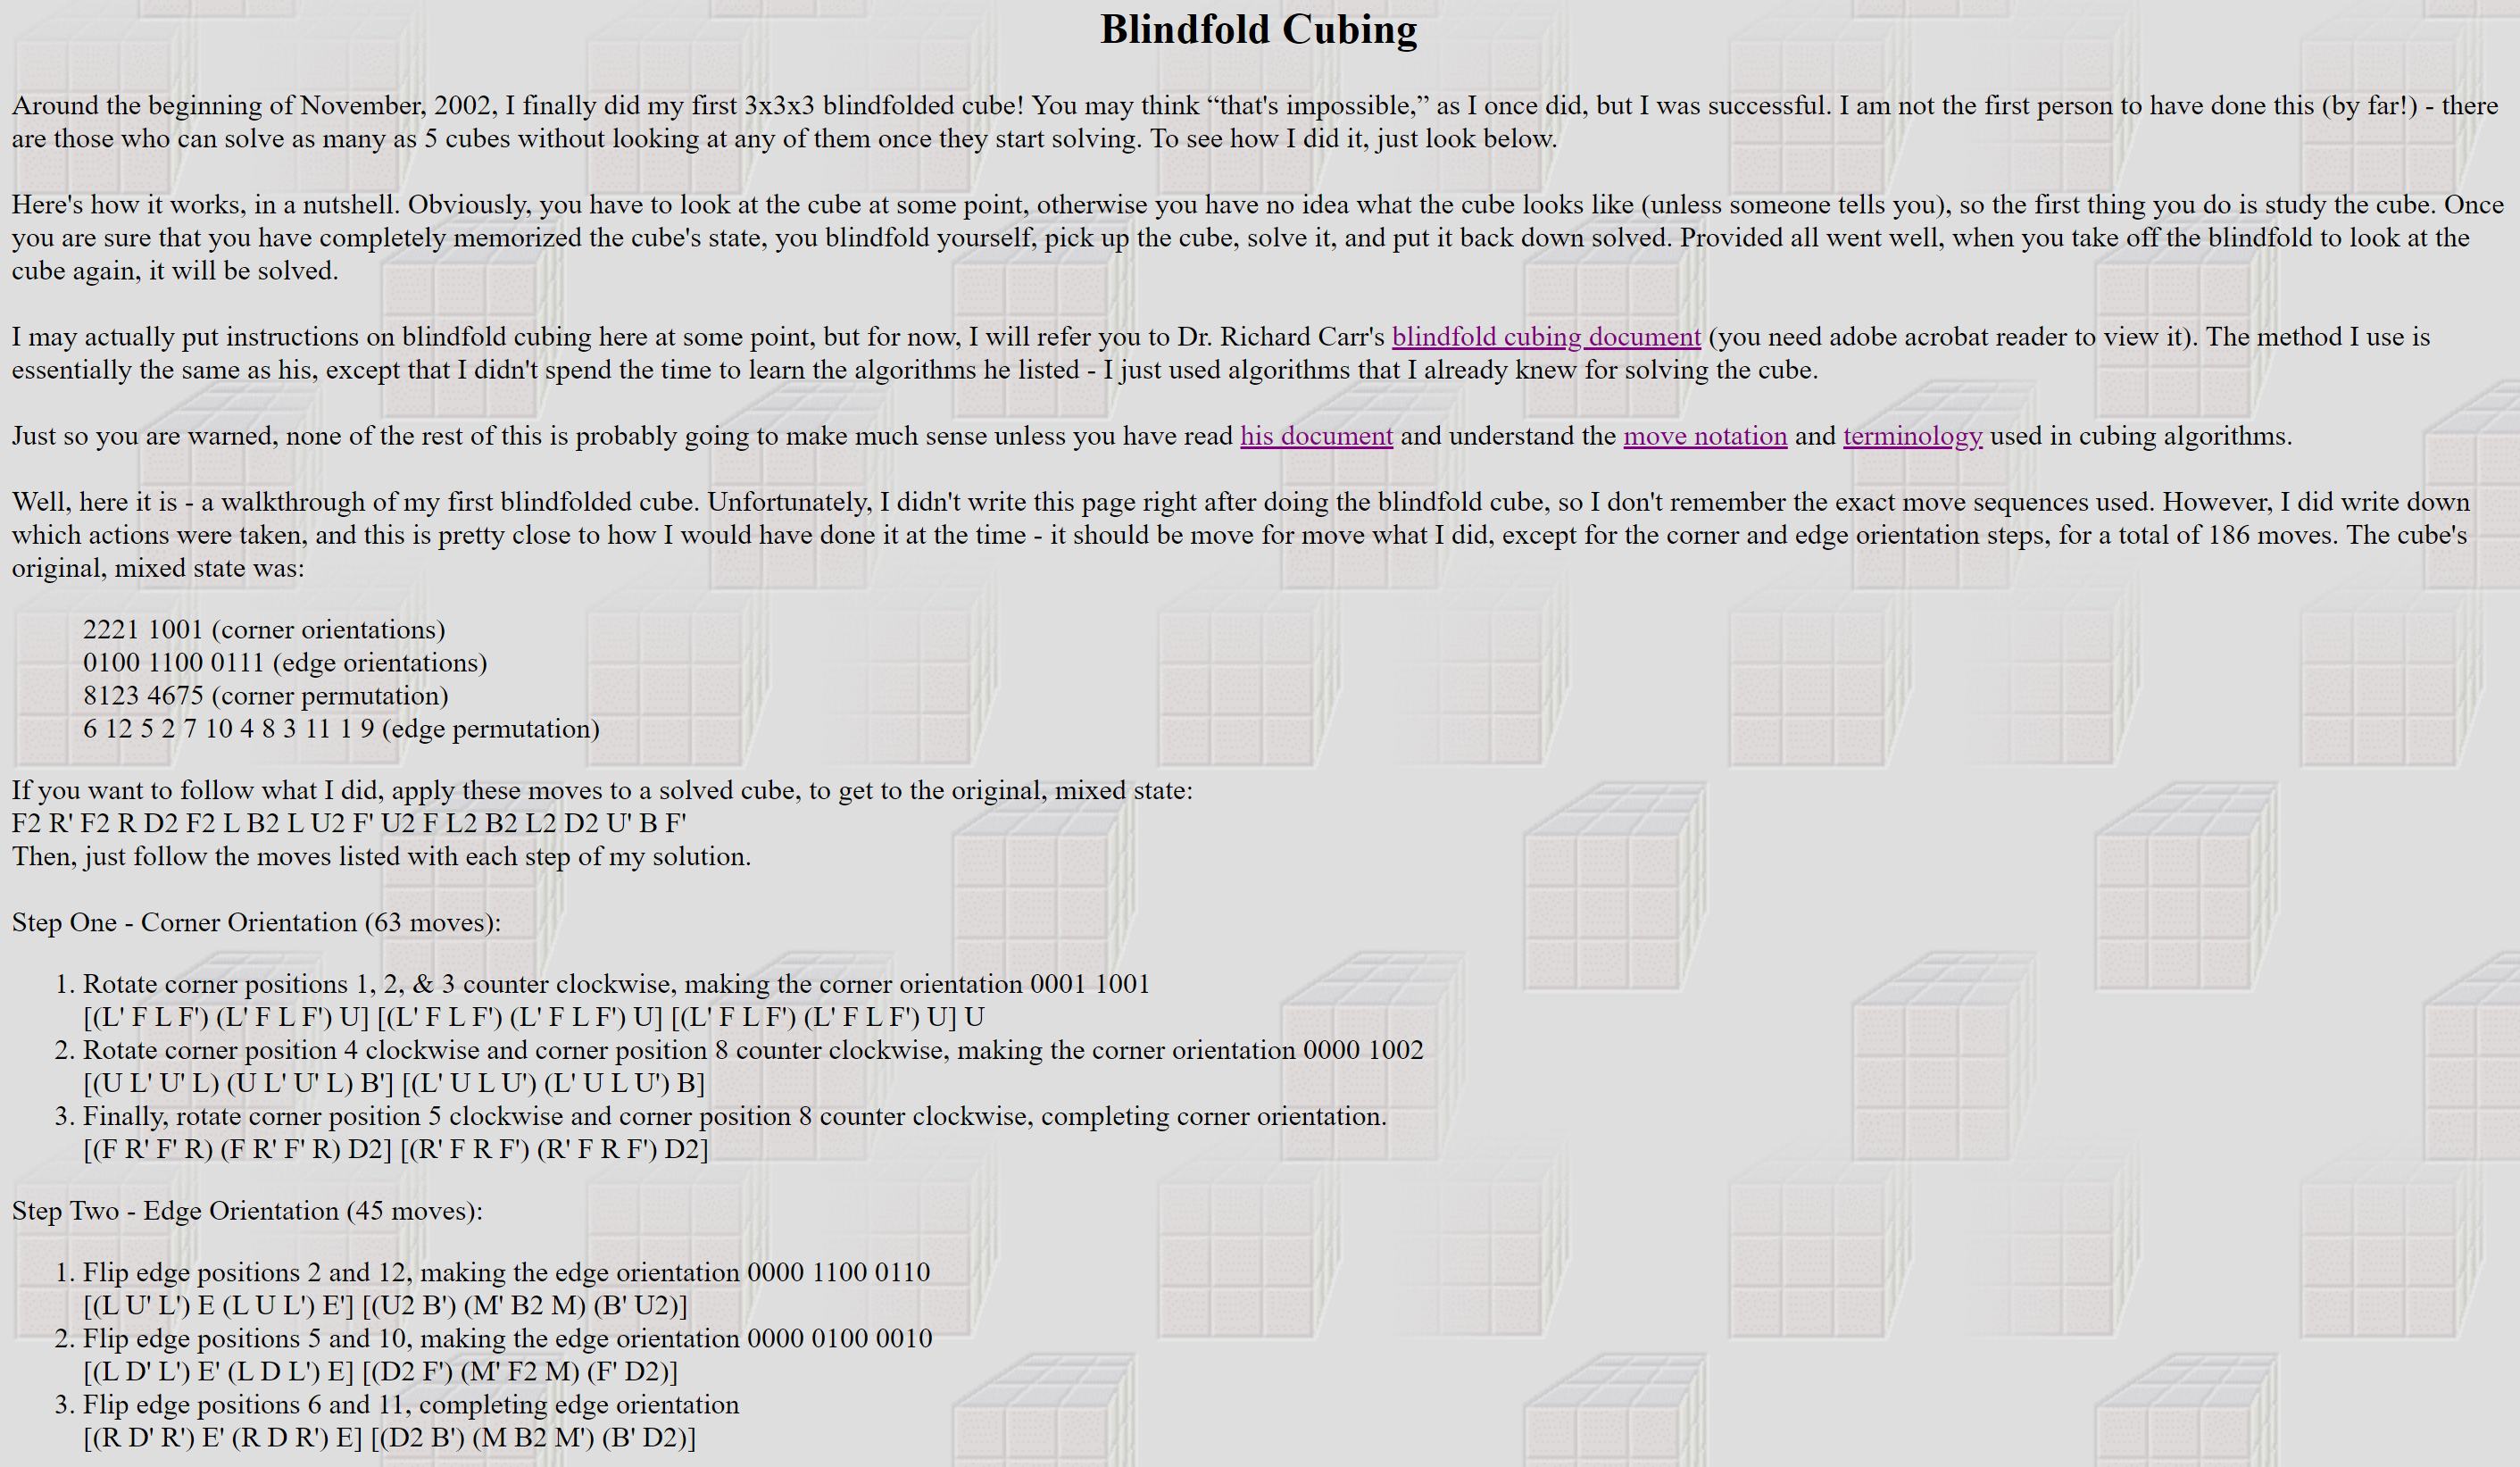 Blindfold Cubing
Around the beginning of November, 2002, I finally did my first 3x3x3 blindfolded cube! You may think “that's impossible,” as I once did, but I was successful. I am not the first person to have done this (by far!) - there
are those who can solve as many as 5 cubes without looking at any of them once they start solving. To see how I did it, just look below.
Here's how it works, in a nutshell. Obviously, you have to look at the cube at some point, otherwise you have no idea what the cube looks like (unless someone tells you), so the first thing you do is study the cube. Once
you are sure that you have completely memorized the cube's state, you blindfold yourself, pick up the cube, solve it, and put it back down solved. Provided all went well, when you take off the blindfold to look at the
cube again, it will be solved.
I may actually put instructions on blindfold cubing here at some point, but for now, I will refer you to Dr. Richard Carr's blindfold cubing document (you need adobe acrobat reader to view it). The method I use is
essentially the same as his, except that I didn't spend the time to learn the algorithms he listed - I just used algorithms that I already knew for solving the cube.
Just so you are warned, none of the rest of this is probably going to make much sense unless you have read his document and understand the move notation and terminology used in cubing algorithms.
Well, here it is - a walkthrough of my first blindfolded cube. Unfortunately, I didn't write this page right after doing the blindfold cube, so I don't remember the exact move sequences used. However, I did write down
which actions were taken, and this is pretty close to how I would have done it at the time - it should be move for move what I did, except for the corner and edge orientation steps, for a total of 186 moves. The cube's
original, mixed state was:
2221 1001 (corner orientations)
0100 1100 0111 (edge orientations)
8123 4675 (corner permutation)
6 12 5 2 7 10 4 8 3 11 1 9 (edge permutation)
If you want to follow what I did, apply these moves to a solved cube, to get to the original, mixed state:
F2 R' F2 R D2 F2 L B2 L U2 F' U2 F L2 B2 L2 D2 U' B F'
Then, just follow the moves listed with each step of my solution.
Step One - Corner Orientation (63 moves):
1. Rotate corner positions 1, 2, & 3 counter clockwise, making the corner orientation 0001 1001
[(L' F L F') (L' F L F') U] [(L' F L F') (L' F L F') U] [(L' F L F') (L' F L F') U] U
2. Rotate corner position 4 clockwise and corner position 8 counter clockwise, making the corner orientation 0000 1002
[(U L' U' L) (U L' U' L) B'] [(L' U L U') (L' U L U') B]
3. Finally, rotate corner position 5 clockwise and corner position 8 counter clockwise, completing corner orientation.
[(F R' F' R) (F R' F' R) D2] [(R' F R F') (R' F R F') D2]
Step Two - Edge Orientation (45 moves):
1. Flip edge positions 2 and 12, making the edge orientation 0000 1100 0110
[(L U' L') E (L U L') E'] [(U2 B') (M' B2 M) (B' U2)]
2. Flip edge positions 5 and 10, making the edge orientation 0000 0100 0010
[(L D' L') E' (L D L') E] [(D2 F') (M' F2 M) (F' D2)]
3. Flip edge positions 6 and 11, completing edge orientation
[(R D' R') E' (R D R') E] [(D2 B') (M B2 M') (B' D2)]